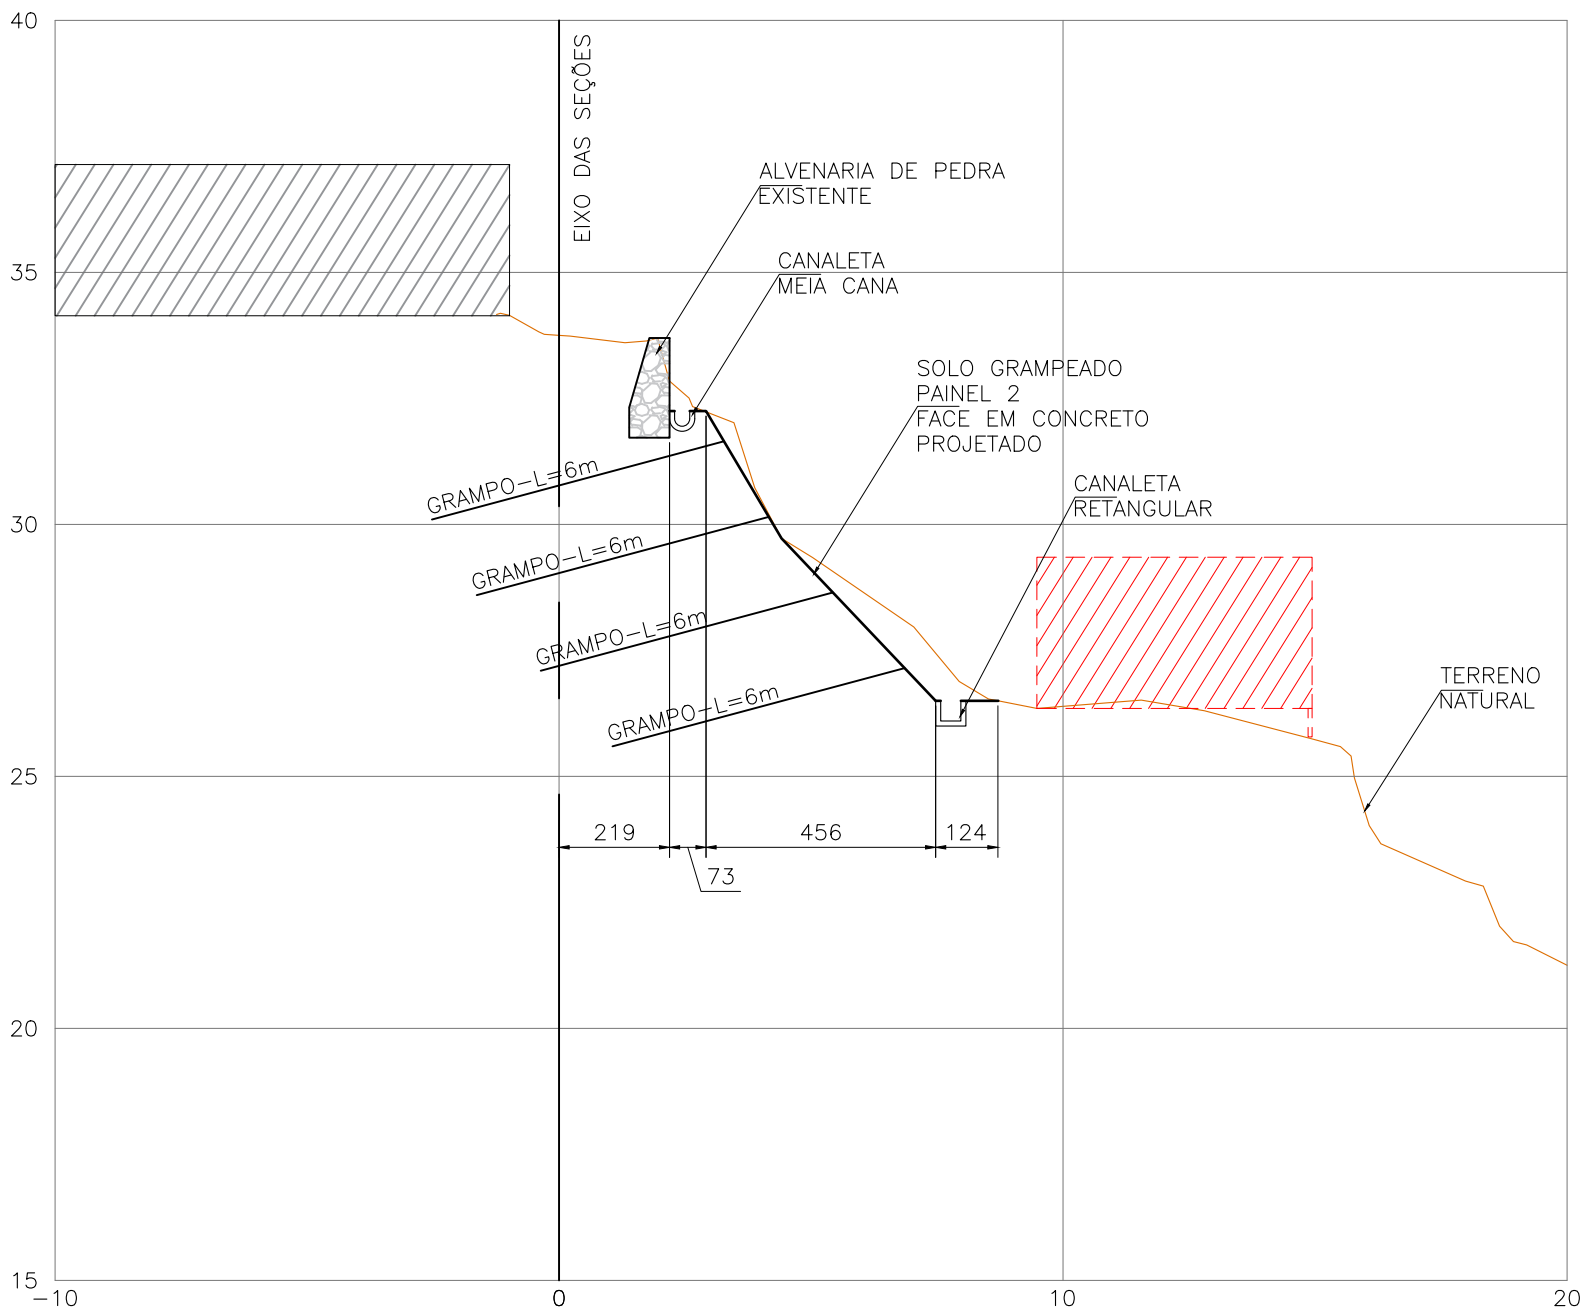 40
EIXO DAS SEÇÕES
ALVENARIA DE PEDRA
EXISTENTE
CANALETA
MEIA CANA
35
SOLO GRAMPEADO
PAINEL 2
FACE EM CONCRETO
PROJETADO
GRAMPO-L=6m
CANALETA
RETANGULAR
30
GRAMPO-L=6m
GRAMPO-L=6m
TERRENO
NATURAL
GRAMPO-L=6m
25
219
456
124
73
20
15
-10
0
10
20